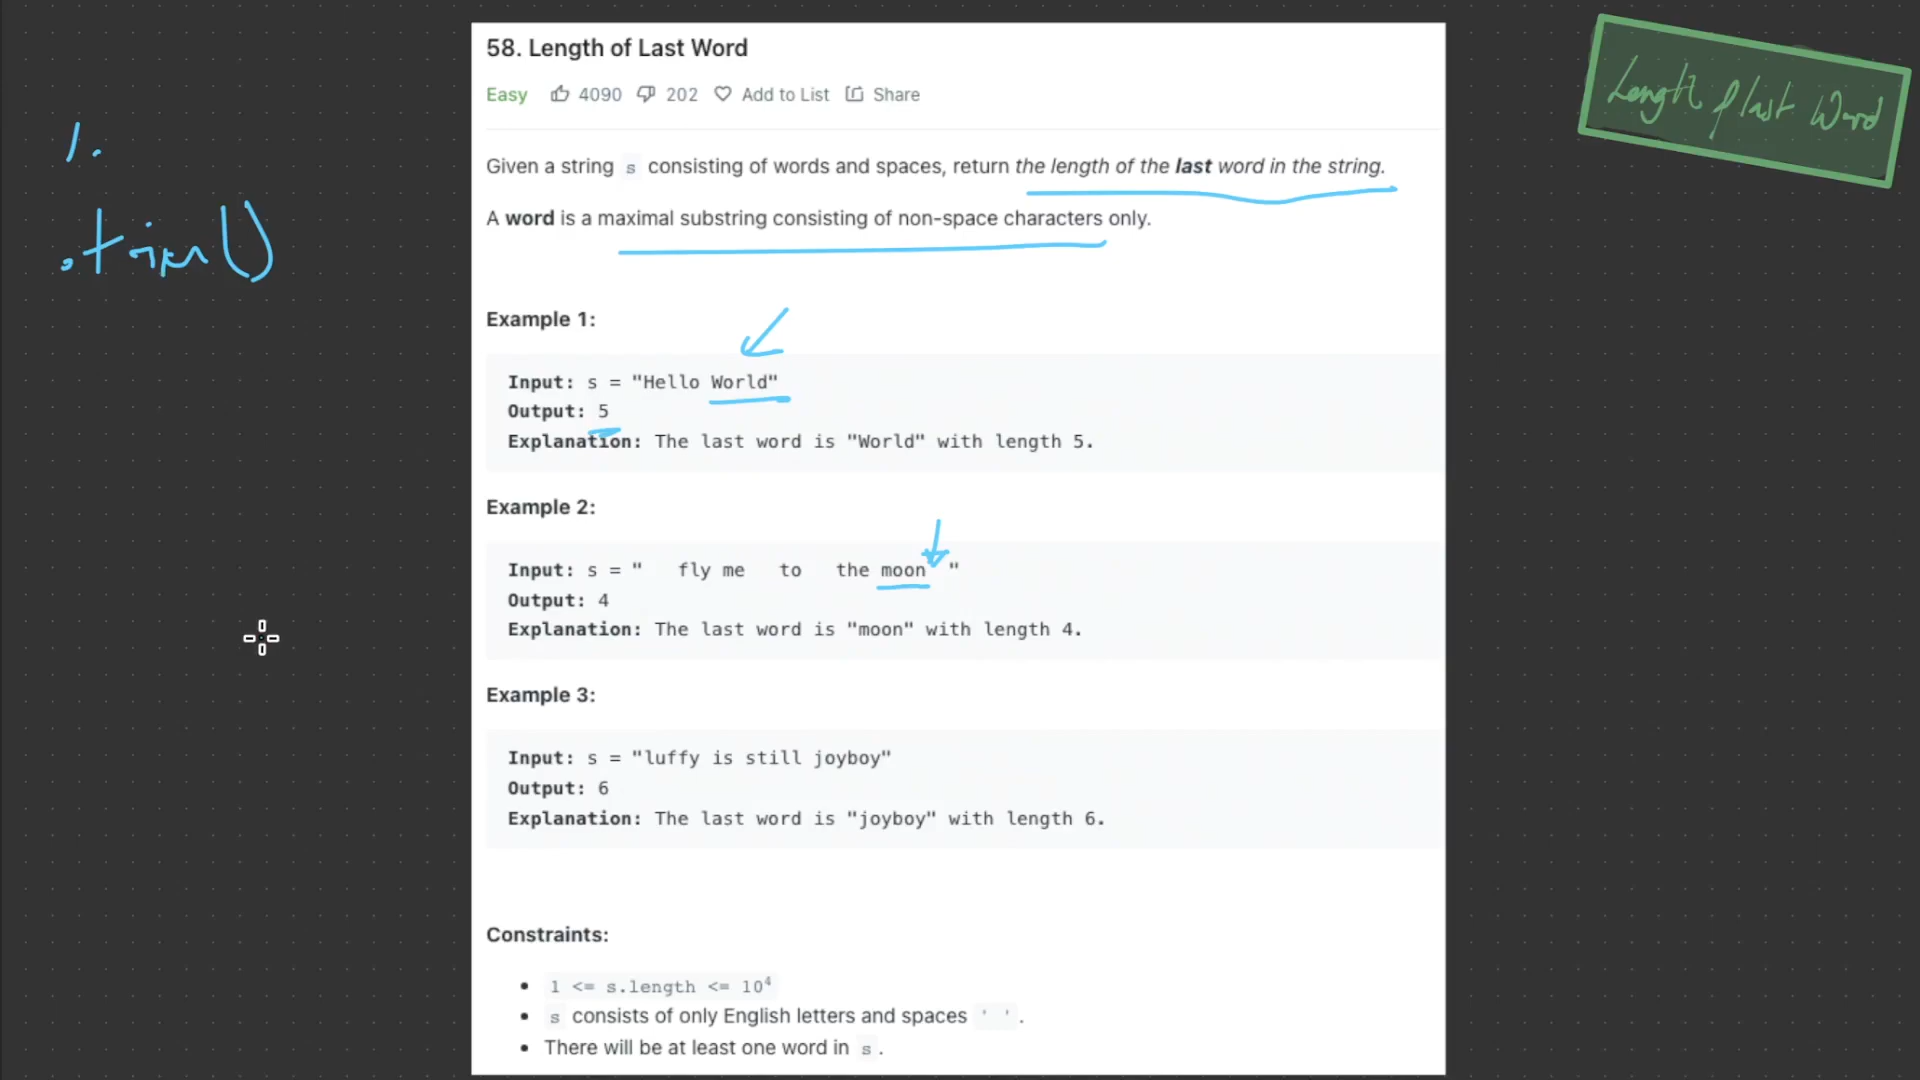 58. Length of Last Word
Easy 4090 202 Add to List Share
Given a string s consisting of words and spaces, return the length of the last word in the string.
A word is a maximal substring consisting of non-space characters only.
Example 1:
Input: s = "Hello World"
Output: 5
Explanation: The last word is "World" with length 5.
Example 2:
Input: s = "   fly me   to   the moon  "
Output: 4
Explanation: The last word is "moon" with length 4.
Example 3:
Input: s = "luffy is still joyboy"
Output: 6
Explanation: The last word is "joyboy" with length 6.
Constraints:
1 <= s.length <= 10⁴
s consists of only English letters and spaces ' '.
There will be at least one word in s.
1.
.trim()
Length of last Word